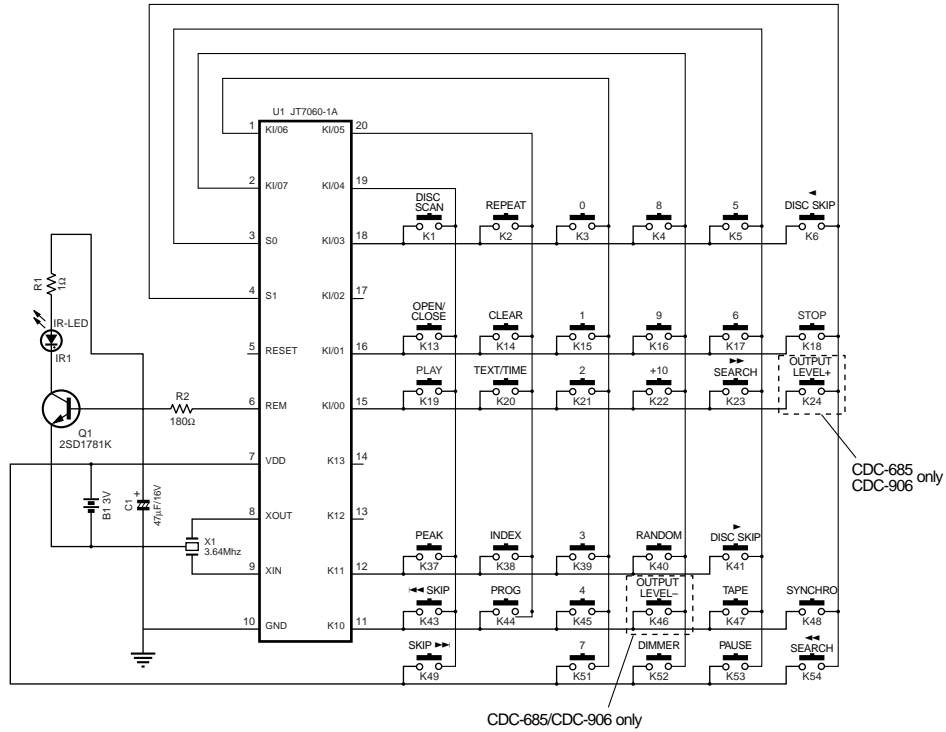 U1 JT7060-1A
1 KI/06 KI/05 20
2 KI/07 KI/04 19
3 S0 KI/03 18
4 S1 KI/02 17
5 RESET KI/01 16
6 REM KI/00 15
7 VDD K13 14
8 XOUT K12 13
9 XIN K11 12
10 GND K10 11
R1
1Ω
IR-LED
IR1
R2
180Ω
Q1
2SD1781K
B1 3V
C1
+
47µF/16V
X1
3.64Mhz
DISC
SCAN
K1
REPEAT
K2
0
K3
8
K4
5
K5
◄
DISC SKIP
K6
OPEN/
CLOSE
K13
CLEAR
K14
1
K15
9
K16
6
K17
STOP
K18
PLAY
K19
TEXT/TIME
K20
2
K21
+10
K22
►►
SEARCH
K23
OUTPUT
LEVEL+
K24
CDC-685
CDC-906 only
PEAK
K37
INDEX
K38
3
K39
RANDOM
K40
►
DISC SKIP
K41
I◄◄ SKIP
K43
PROG
K44
4
K45
OUTPUT
LEVEL–
K46
TAPE
K47
SYNCHRO
K48
SKIP ►►I
K49
7
K51
DIMMER
K52
PAUSE
K53
◄◄
SEARCH
K54
CDC-685/CDC-906 only